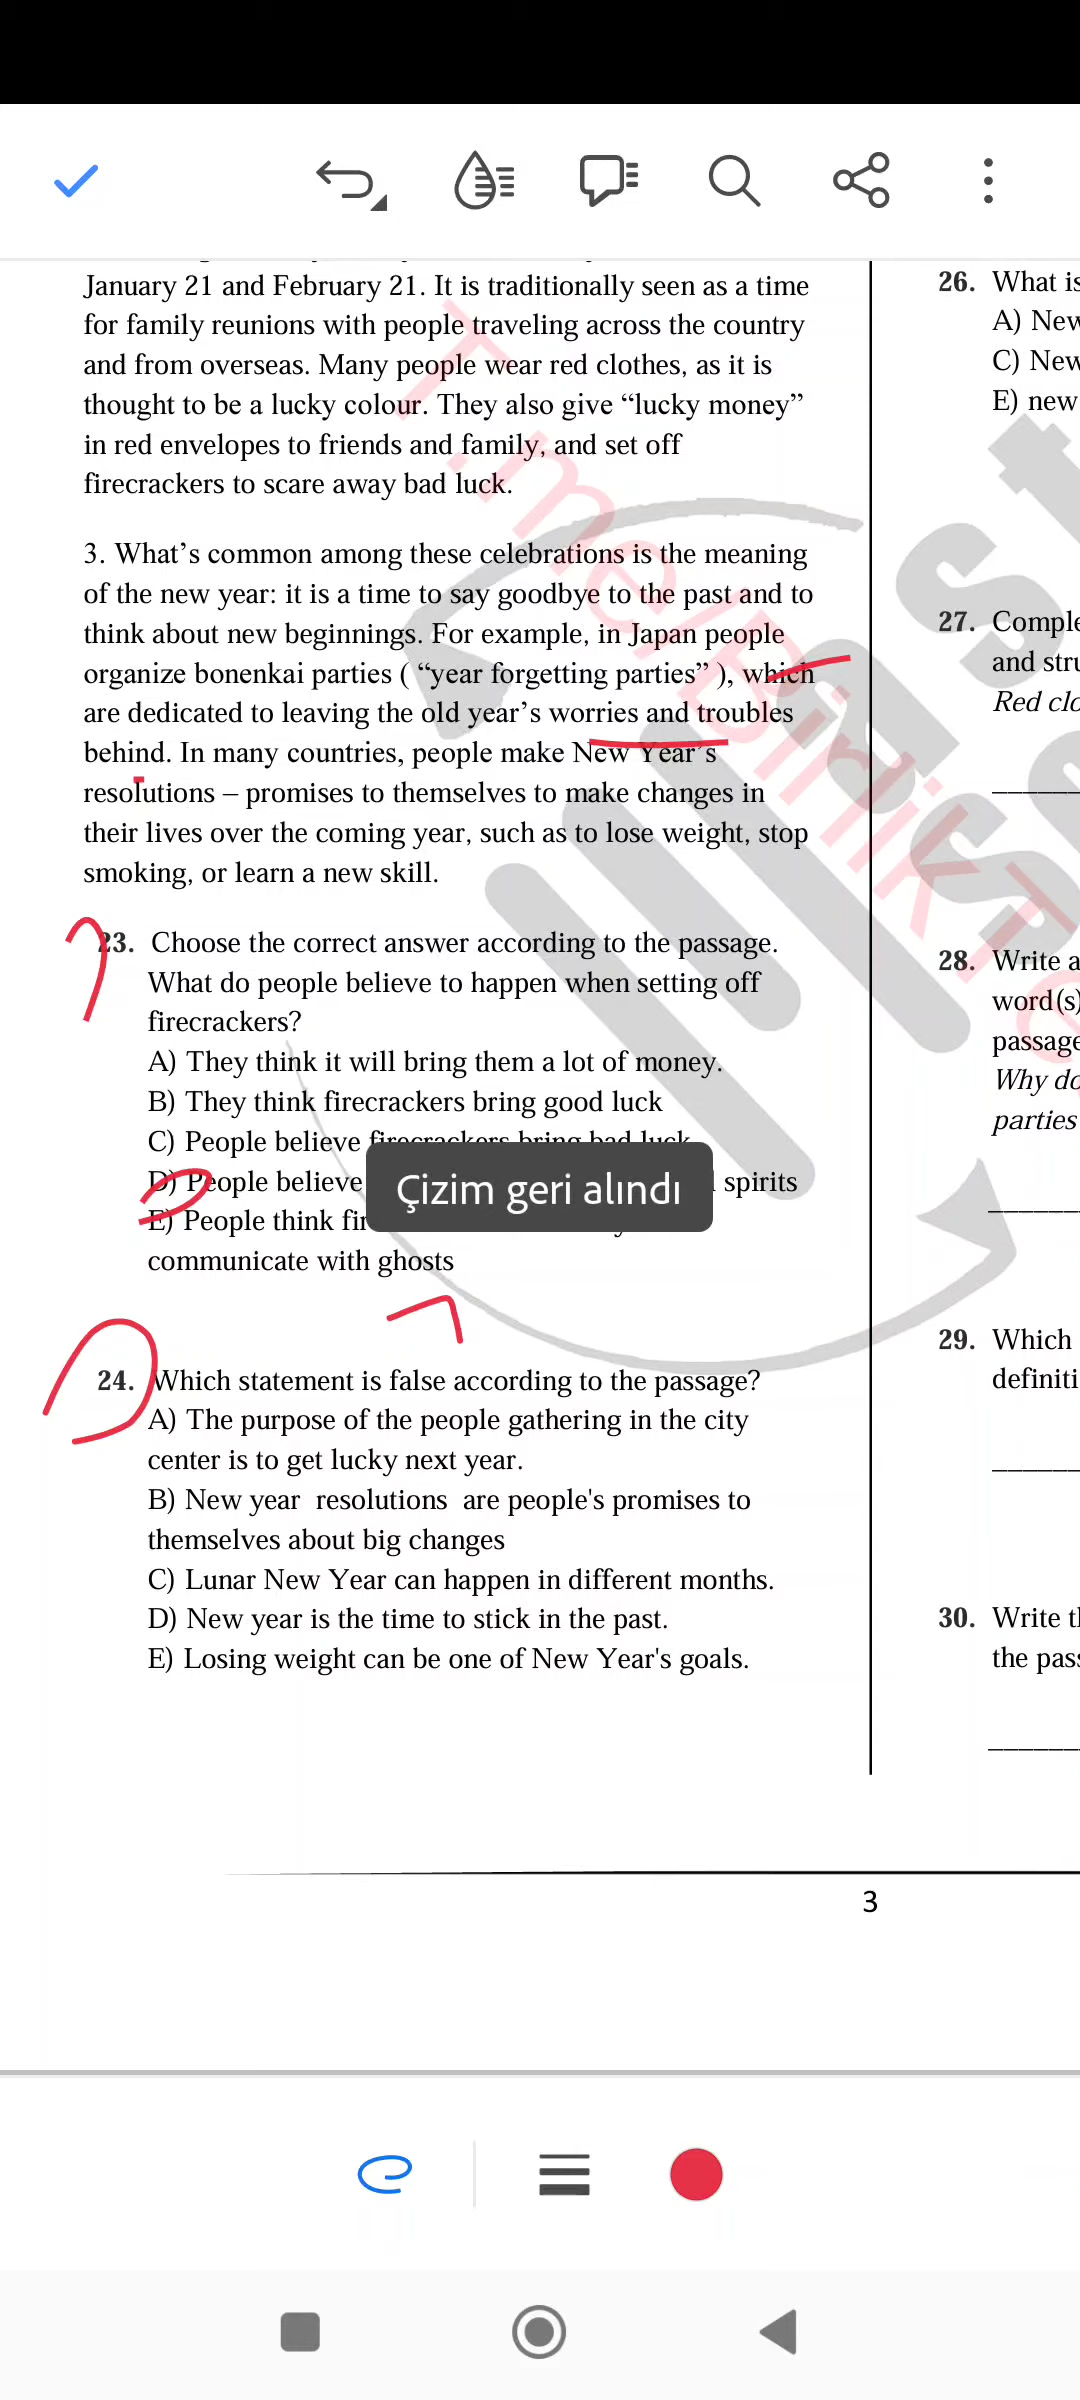 January 21 and February 21. It is traditionally seen as a time
for family reunions with people traveling across the country
and from overseas. Many people wear red clothes, as it is
thought to be a lucky colour. They also give “lucky money”
in red envelopes to friends and family, and set off
firecrackers to scare away bad luck.
3. What’s common among these celebrations is the meaning
of the new year: it is a time to say goodbye to the past and to
think about new beginnings. For example, in Japan people
organize bonenkai parties ( “year forgetting parties” ), which
are dedicated to leaving the old year’s worries and troubles
behind. In many countries, people make New Year’s
resolutions – promises to themselves to make changes in
their lives over the coming year, such as to lose weight, stop
smoking, or learn a new skill.
23. Choose the correct answer according to the passage.
What do people believe to happen when setting off
firecrackers?
A) They think it will bring them a lot of money.
B) They think firecrackers bring good luck
C) People believe firecrackers bring bad luck
D) People believe spirits
E) People think
communicate with ghosts
Çizim geri alındı
24. Which statement is false according to the passage?
A) The purpose of the people gathering in the city
center is to get lucky next year.
B) New year resolutions are people's promises to
themselves about big changes
C) Lunar New Year can happen in different months.
D) New year is the time to stick in the past.
E) Losing weight can be one of New Year's goals.
26. What is
A) New
C) New
E) new
27. Comple
and stru
Red clo
28. Write a
word(s)
passage
Why do
parties
29. Which
definiti
30. Write th
the pass
3
T.me/BirlikTe